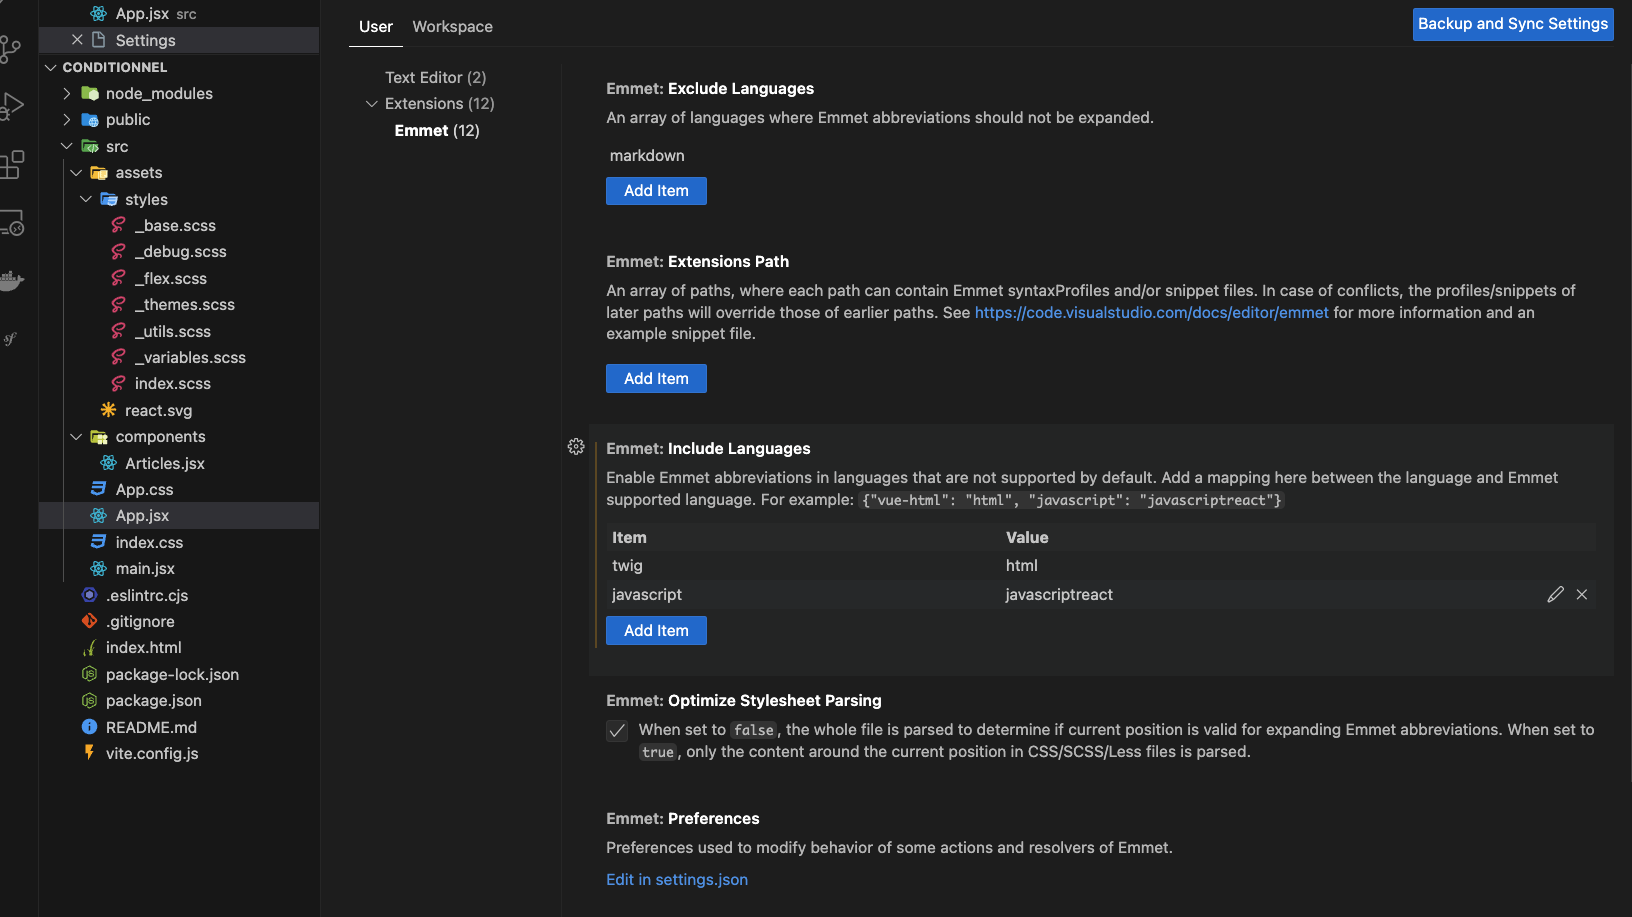 App.jsx src
Settings
CONDITIONNEL
node_modules
public
src
assets
styles
_base.scss
_debug.scss
_flex.scss
_themes.scss
_utils.scss
_variables.scss
index.scss
react.svg
components
Articles.jsx
App.css
App.jsx
index.css
main.jsx
.eslintrc.cjs
.gitignore
index.html
package-lock.json
package.json
README.md
vite.config.js
User Workspace
Backup and Sync Settings
Text Editor (2)
Extensions (12)
Emmet (12)
Emmet: Exclude Languages
An array of languages where Emmet abbreviations should not be expanded.
markdown
Add Item
Emmet: Extensions Path
An array of paths, where each path can contain Emmet syntaxProfiles and/or snippet files. In case of conflicts, the profiles/snippets of
later paths will override those of earlier paths. See https://code.visualstudio.com/docs/editor/emmet for more information and an
example snippet file.
Add Item
Emmet: Include Languages
Enable Emmet abbreviations in languages that are not supported by default. Add a mapping here between the language and Emmet
supported language. For example: {"vue-html": "html", "javascript": "javascriptreact"}
Item Value
twig html
javascript javascriptreact
Add Item
Emmet: Optimize Stylesheet Parsing
When set to false, the whole file is parsed to determine if current position is valid for expanding Emmet abbreviations. When set to
true, only the content around the current position in CSS/SCSS/Less files is parsed.
Emmet: Preferences
Preferences used to modify behavior of some actions and resolvers of Emmet.
Edit in settings.json